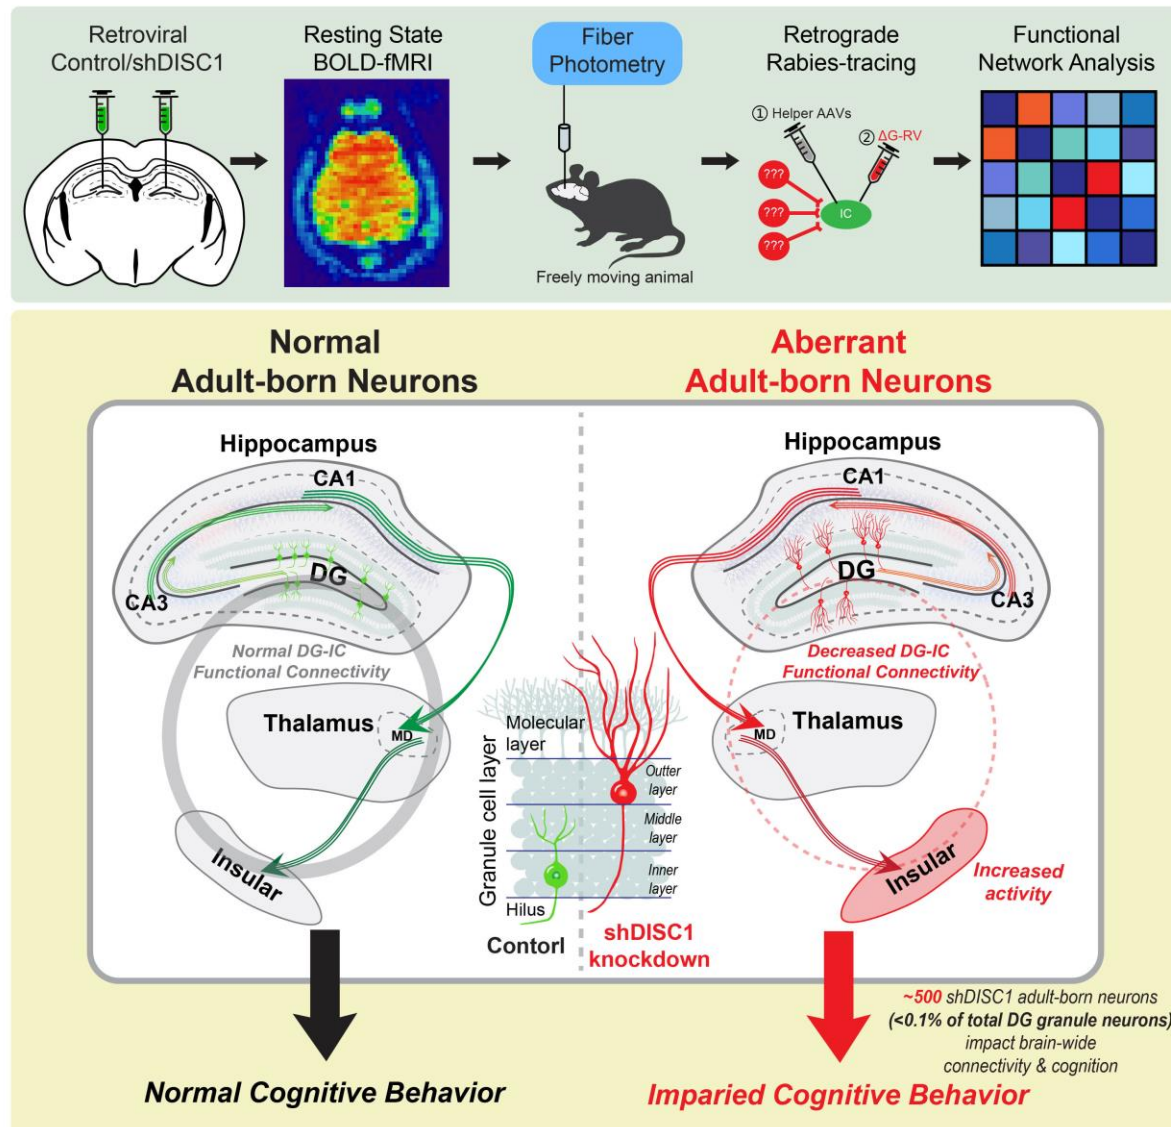 Retroviral
Control/shDISC1
Resting State
BOLD-fMRI
Fiber
Photometry
Freely moving animal
Retrograde
Rabies-tracing
① Helper AAVs
② ΔG-RV
???
???
???
IC
Functional
Network Analysis
Normal
Adult-born Neurons
Aberrant
Adult-born Neurons
Hippocampus
CA1
DG
CA3
Normal DG-IC
Functional Connectivity
Thalamus
MD
Insular
Molecular
layer
Granule cell layer
Outter
layer
Middle
layer
Inner
layer
Hilus
Contorl
shDISC1
knockdown
Hippocampus
CA1
DG
CA3
Decreased DG-IC
Functional Connectivity
Thalamus
MD
Insular
Increased
activity
~500 shDISC1 adult-born neurons
(<0.1% of total DG granule neurons)
impact brain-wide
connectivity & cognition
Normal Cognitive Behavior
Imparied Cognitive Behavior